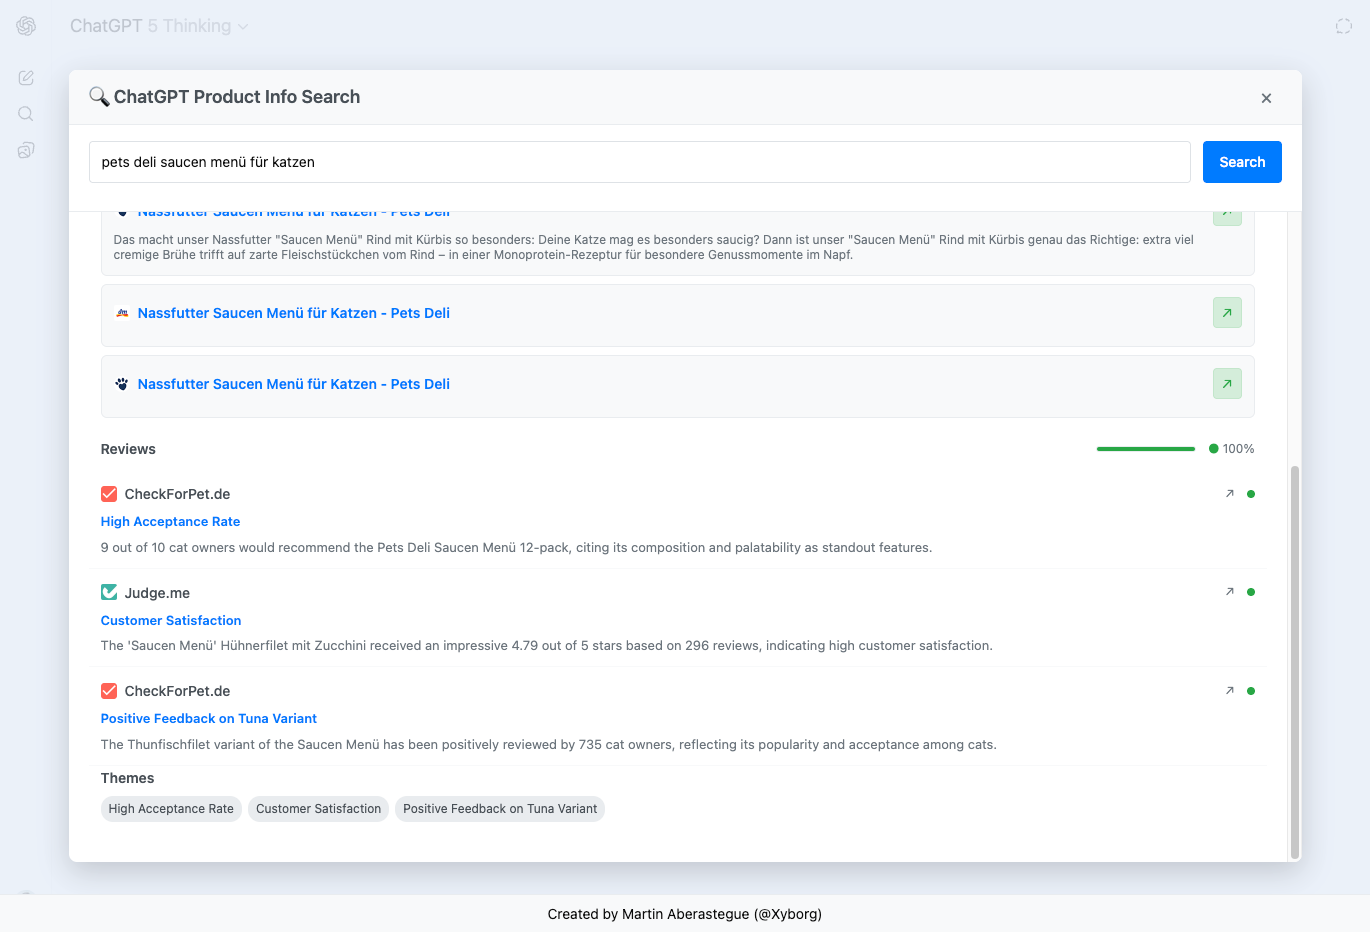 ChatGPT 5 Thinking
ChatGPT Product Info Search
pets deli saucen menü für katzen
Search
Nassfutter Saucen Menü für Katzen - Pets Deli
Das macht unser Nassfutter "Saucen Menü" Rind mit Kürbis so besonders: Deine Katze mag es besonders saucig? Dann ist unser "Saucen Menü" Rind mit Kürbis genau das Richtige: extra viel
cremige Brühe trifft auf zarte Fleischstückchen vom Rind – in einer Monoprotein-Rezeptur für besondere Genussmomente im Napf.
dm
Nassfutter Saucen Menü für Katzen - Pets Deli
Nassfutter Saucen Menü für Katzen - Pets Deli
Reviews
100%
CheckForPet.de
High Acceptance Rate
9 out of 10 cat owners would recommend the Pets Deli Saucen Menü 12-pack, citing its composition and palatability as standout features.
Judge.me
Customer Satisfaction
The 'Saucen Menü' Hühnerfilet mit Zucchini received an impressive 4.79 out of 5 stars based on 296 reviews, indicating high customer satisfaction.
CheckForPet.de
Positive Feedback on Tuna Variant
The Thunfischfilet variant of the Saucen Menü has been positively reviewed by 735 cat owners, reflecting its popularity and acceptance among cats.
Themes
High Acceptance Rate
Customer Satisfaction
Positive Feedback on Tuna Variant
Created by Martin Aberastegue (@Xyborg)